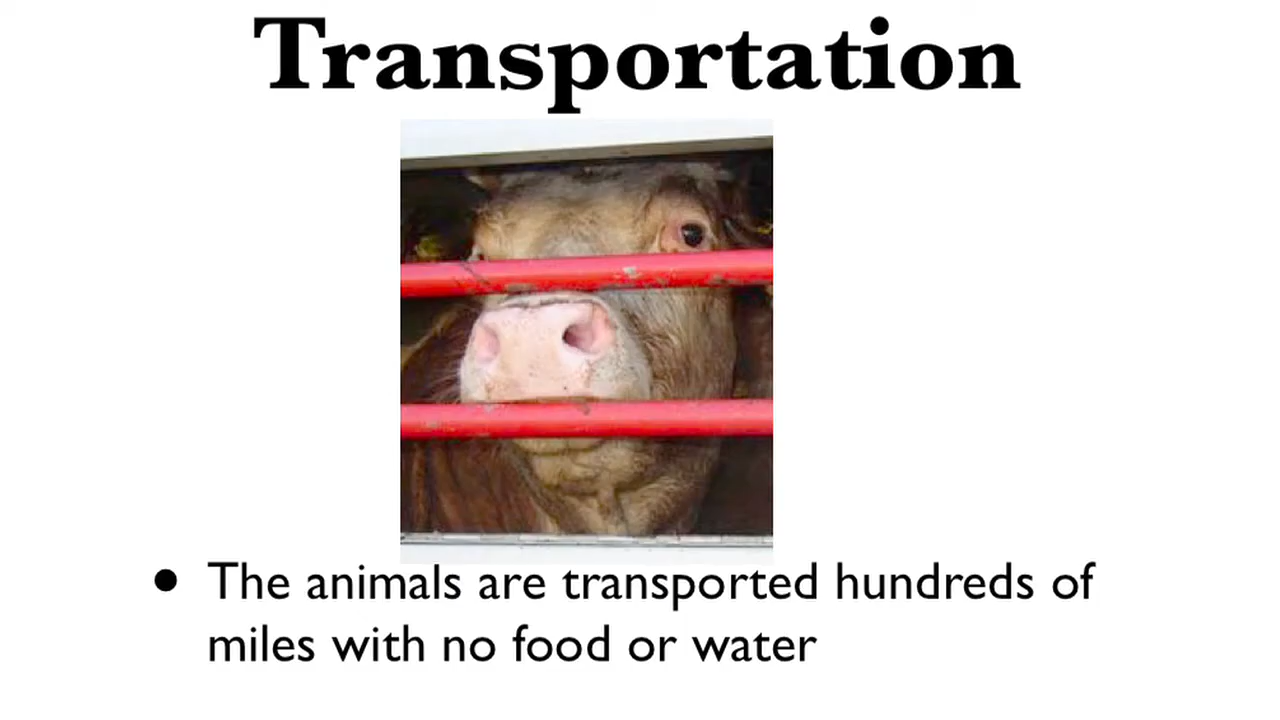 Transportation
• The animals are transported hundreds of
miles with no food or water